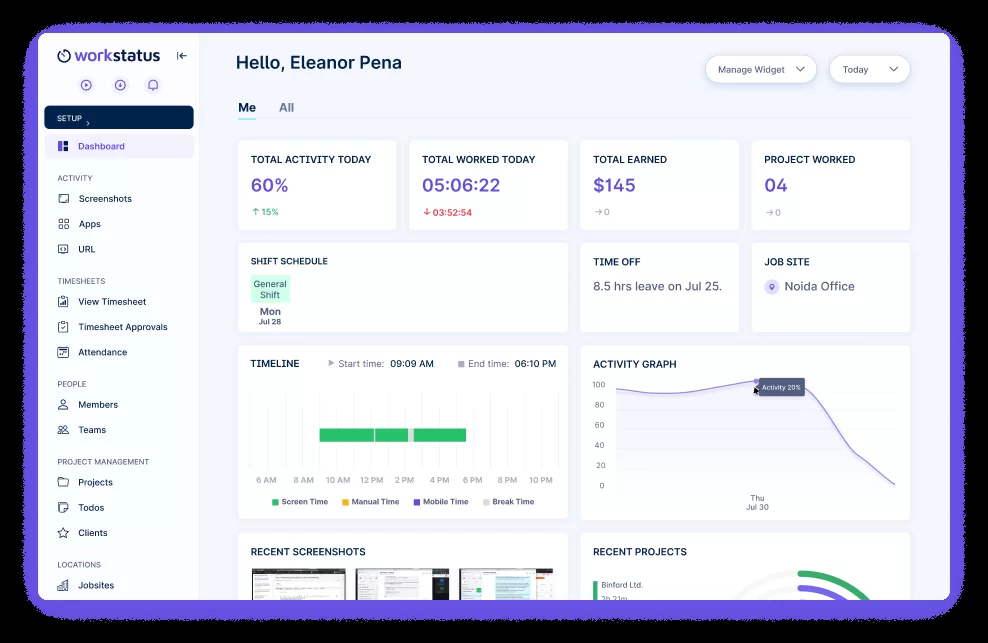 workstatus
SETUP
Dashboard
ACTIVITY
Screenshots
Apps
URL
TIMESHEETS
View Timesheet
Timesheet Approvals
Attendance
PEOPLE
Members
Teams
PROJECT MANAGEMENT
Projects
Todos
Clients
LOCATIONS
Jobsites
Hello, Eleanor Pena
Manage Widget
Today
Me All
TOTAL ACTIVITY TODAY
60%
↑ 15%
TOTAL WORKED TODAY
05:06:22
↓ 03:52:54
TOTAL EARNED
$145
→ 0
PROJECT WORKED
04
→ 0
SHIFT SCHEDULE
General
Shift
Mon
Jul 28
TIME OFF
8.5 hrs leave on Jul 25.
JOB SITE
Noida Office
TIMELINE Start time: 09:09 AM End time: 06:10 PM
6 AM 8 AM 10 AM 12 PM 2 PM 4 PM 6 PM 8 PM 10 PM
Screen Time Manual Time Mobile Time Break Time
ACTIVITY GRAPH
100
80
60
40
20
0
Activity 20%
Thu
Jul 30
RECENT SCREENSHOTS
RECENT PROJECTS
Binford Ltd.
2h 21m